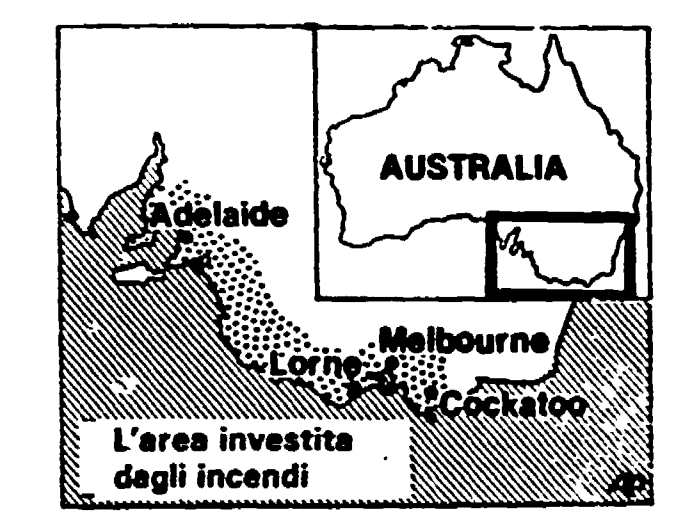 AUSTRALIA
Adelaide
Melbourne
Lorne
Cockatoo
L'area investita
dagli incendi